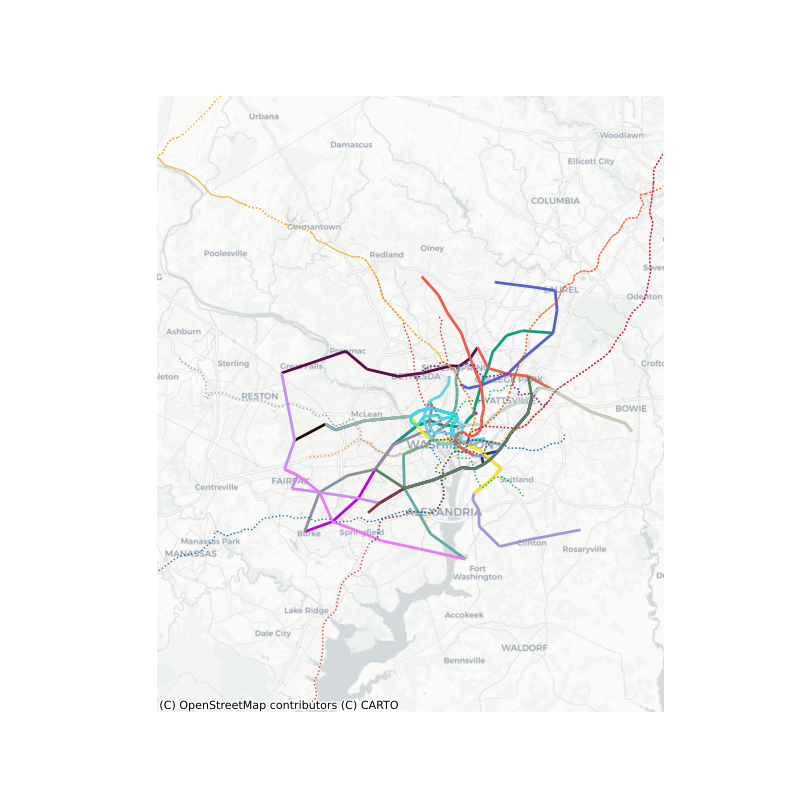 Urbana
Woodlawn
Damascus
Ellicott City
COLUMBIA
Germantown
Olney
Poolesville
Redland
LAUREL
Odenton
Ashburn
Potomac
Sterling
Great Falls
BETHESDA
RESTON
McLean
BOWIE
WASHINGTON
FAIRFAX
Suitland
Centreville
ALEXANDRIA
Burke
Springfield
Manassas Park
MANASSAS
Clinton
Rosaryville
Fort
Washington
Lake Ridge
Accokeek
Dale City
WALDORF
Bennsville
(C) OpenStreetMap contributors (C) CARTO